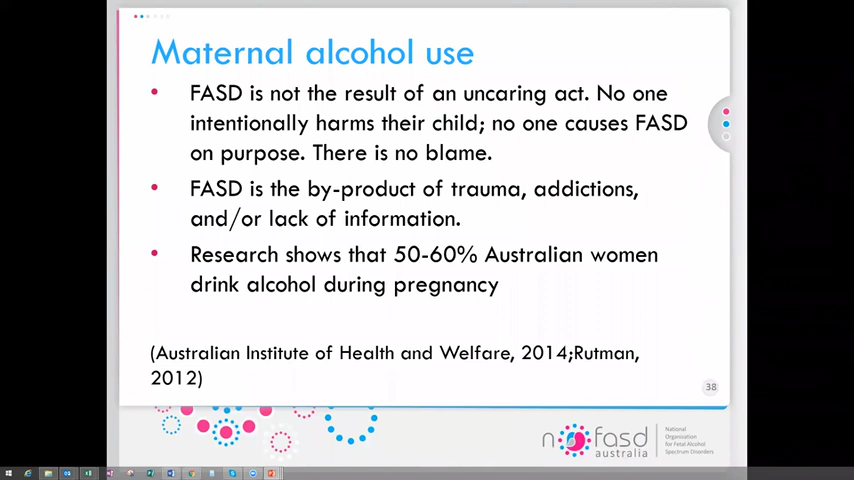 Maternal alcohol use
• FASD is not the result of an uncaring act. No one
intentionally harms their child; no one causes FASD
on purpose. There is no blame.
• FASD is the by-product of trauma, addictions,
and/or lack of information.
• Research shows that 50-60% Australian women
drink alcohol during pregnancy
(Australian Institute of Health and Welfare, 2014;Rutman,
2012)
38
nofasd
australia
National
Organisation
for Fetal Alcohol
Spectrum Disorders